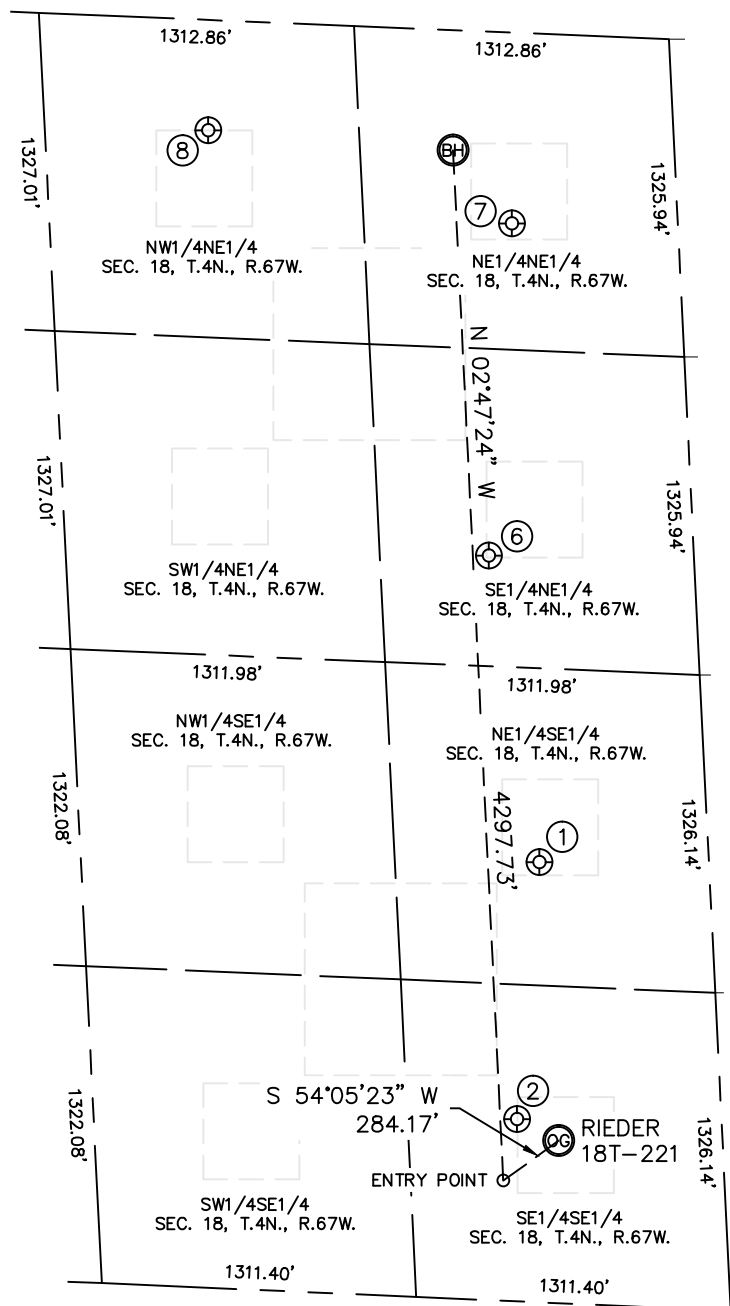 1312.86'
1312.86'
1327.01'
8
BH
7
1325.94'
NW1/4NE1/4
SEC. 18, T.4N., R.67W.
NE1/4NE1/4
SEC. 18, T.4N., R.67W.
N 02°47'24" W
1327.01'
6
1325.94'
SW1/4NE1/4
SEC. 18, T.4N., R.67W.
SE1/4NE1/4
SEC. 18, T.4N., R.67W.
1311.98'
1311.98'
NW1/4SE1/4
SEC. 18, T.4N., R.67W.
NE1/4SE1/4
SEC. 18, T.4N., R.67W.
1322.08'
4297.73'
1
1326.14'
2
S 54°05'23" W
284.17'
OG
RIEDER
18T-221
1322.08'
1326.14'
ENTRY POINT
SW1/4SE1/4
SEC. 18, T.4N., R.67W.
SE1/4SE1/4
SEC. 18, T.4N., R.67W.
1311.40'
1311.40'